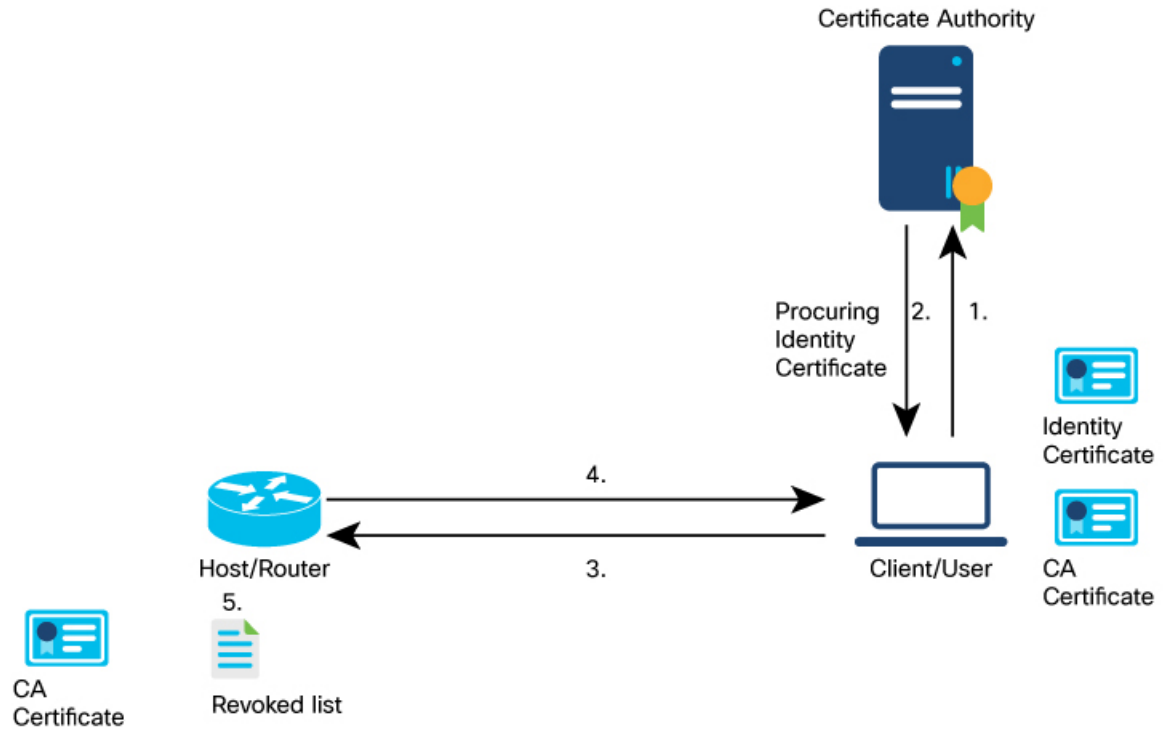 Certificate Authority
Procuring
Identity
Certificate
2.
1.
Identity
Certificate
4.
Host/Router
3.
Client/User
CA
Certificate
5.
CA
Certificate
Revoked list